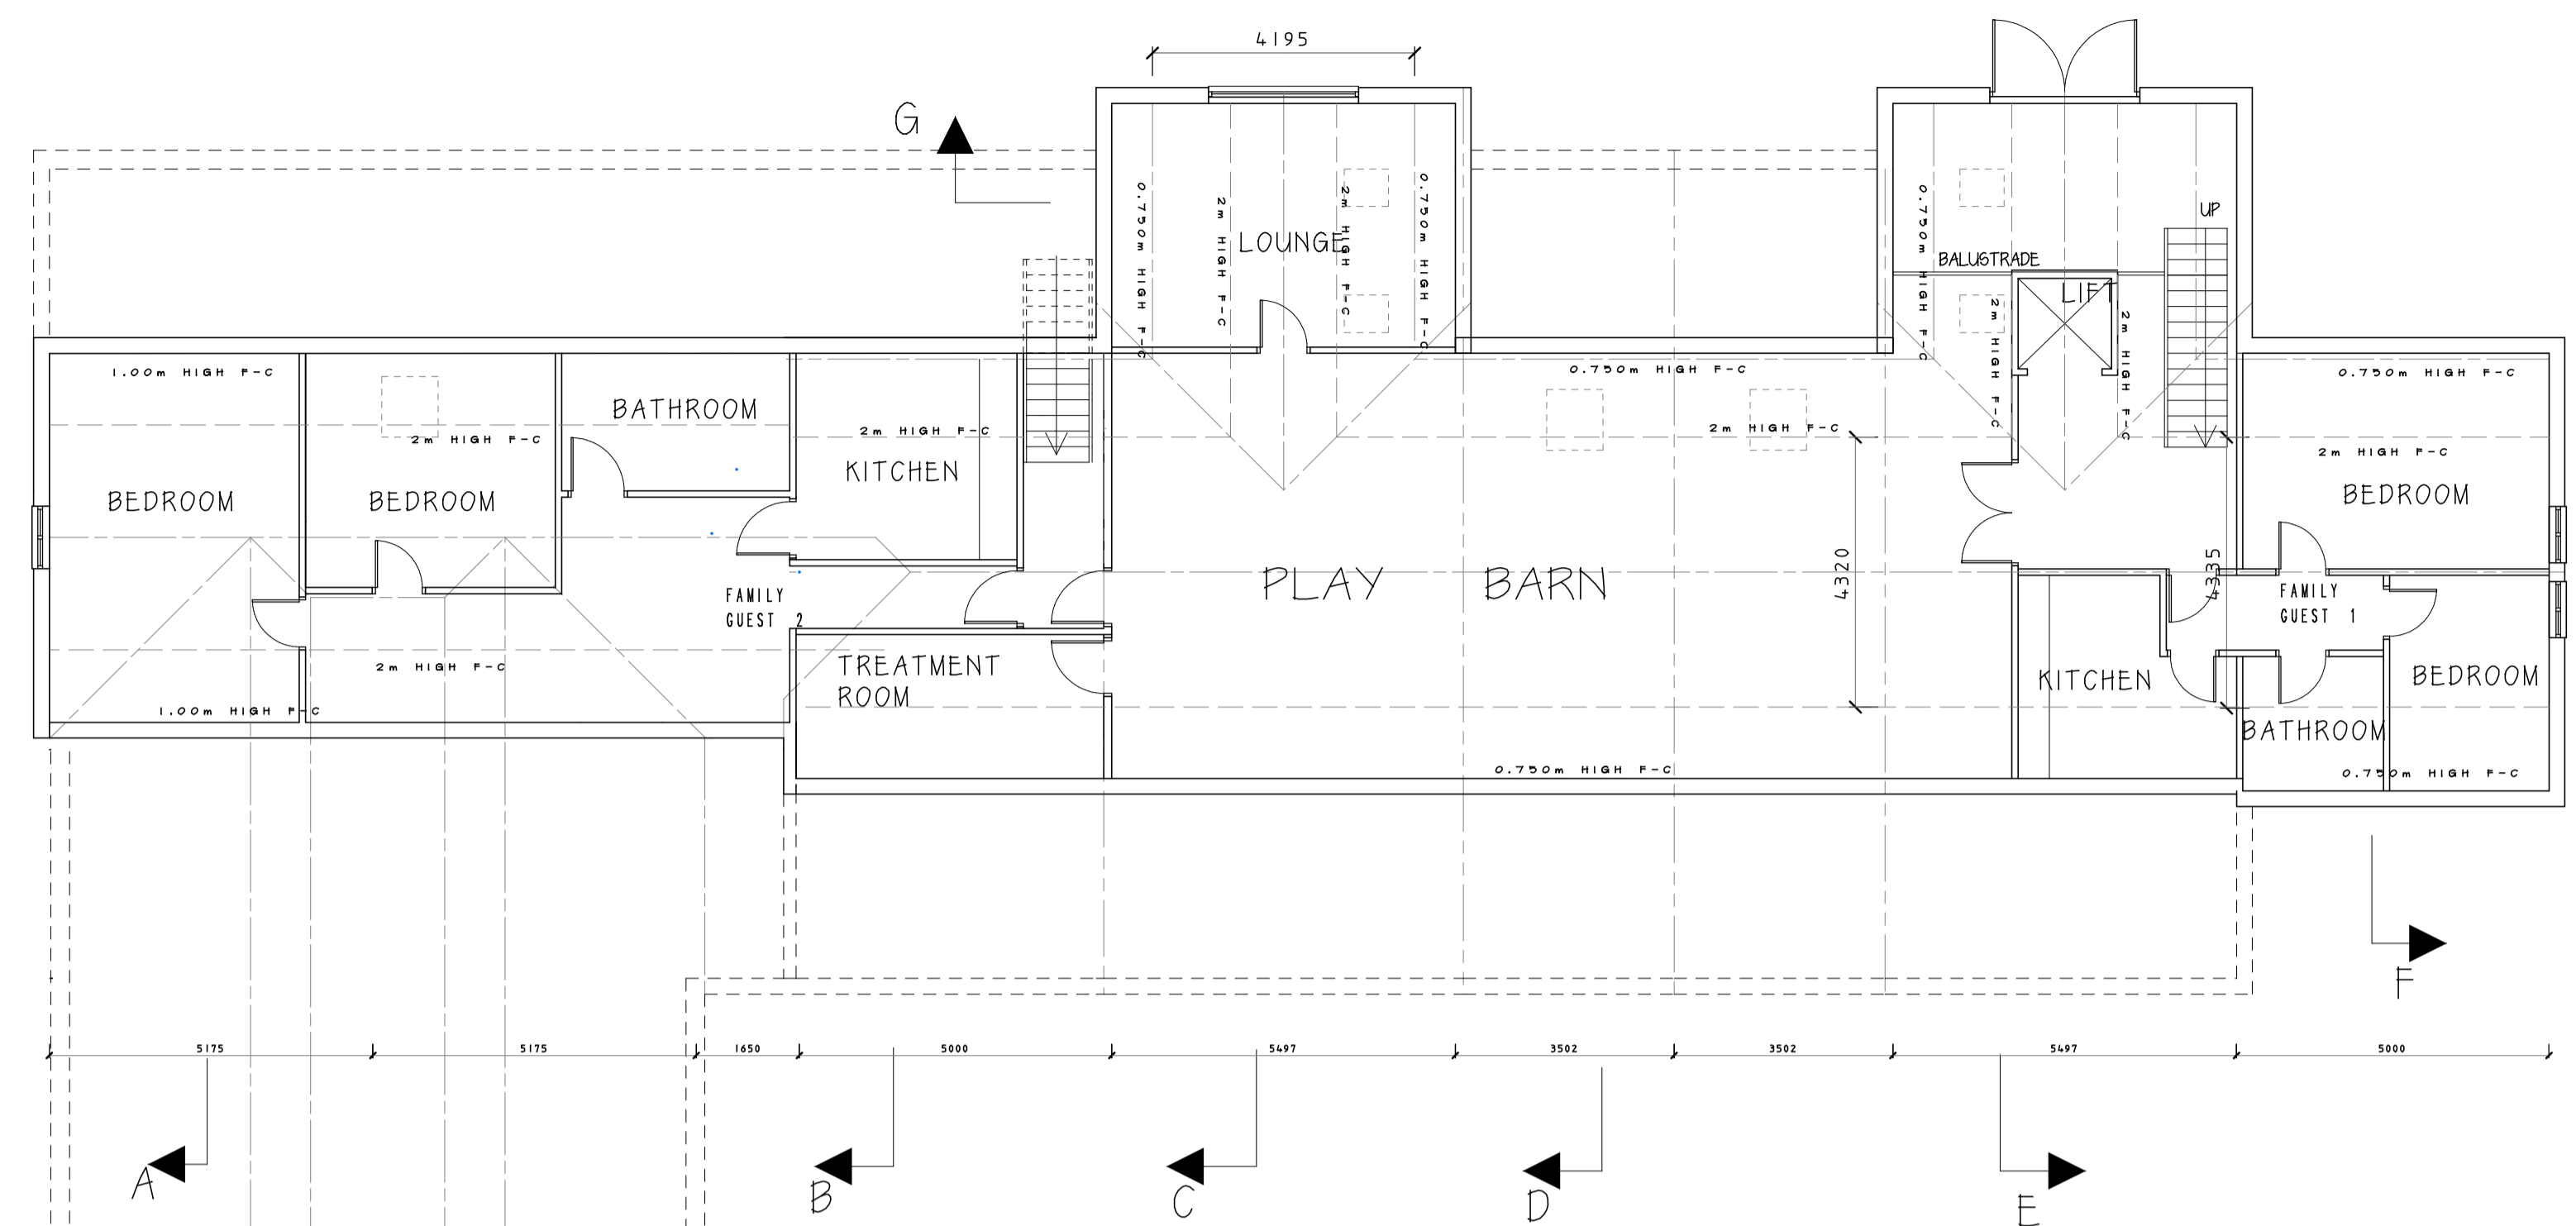 4195
G
UP
0.750m HIGH F-C
2m HIGH F-C
2m HIGH F-C
0.750m HIGH F-C
LOUNGE
0.750m HIGH F-C
BALUSTRADE
LIFT
2m HIGH F-C
2m HIGH F-C
1.00m HIGH F-C
0.750m HIGH F-C
0.750m HIGH F-C
BATHROOM
2m HIGH F-C
2m HIGH F-C
2m HIGH F-C
2m HIGH F-C
KITCHEN
BEDROOM
BEDROOM
BEDROOM
PLAY BARN
4320
4335
FAMILY
GUEST 2
FAMILY
GUEST 1
2m HIGH F-C
TREATMENT
ROOM
KITCHEN
BEDROOM
1.00m HIGH F-C
BATHROOM
0.750m HIGH F-C
0.750m HIGH F-C
F
5175
5175
1650
5000
5497
3502
3502
5497
5000
A
B
C
D
E